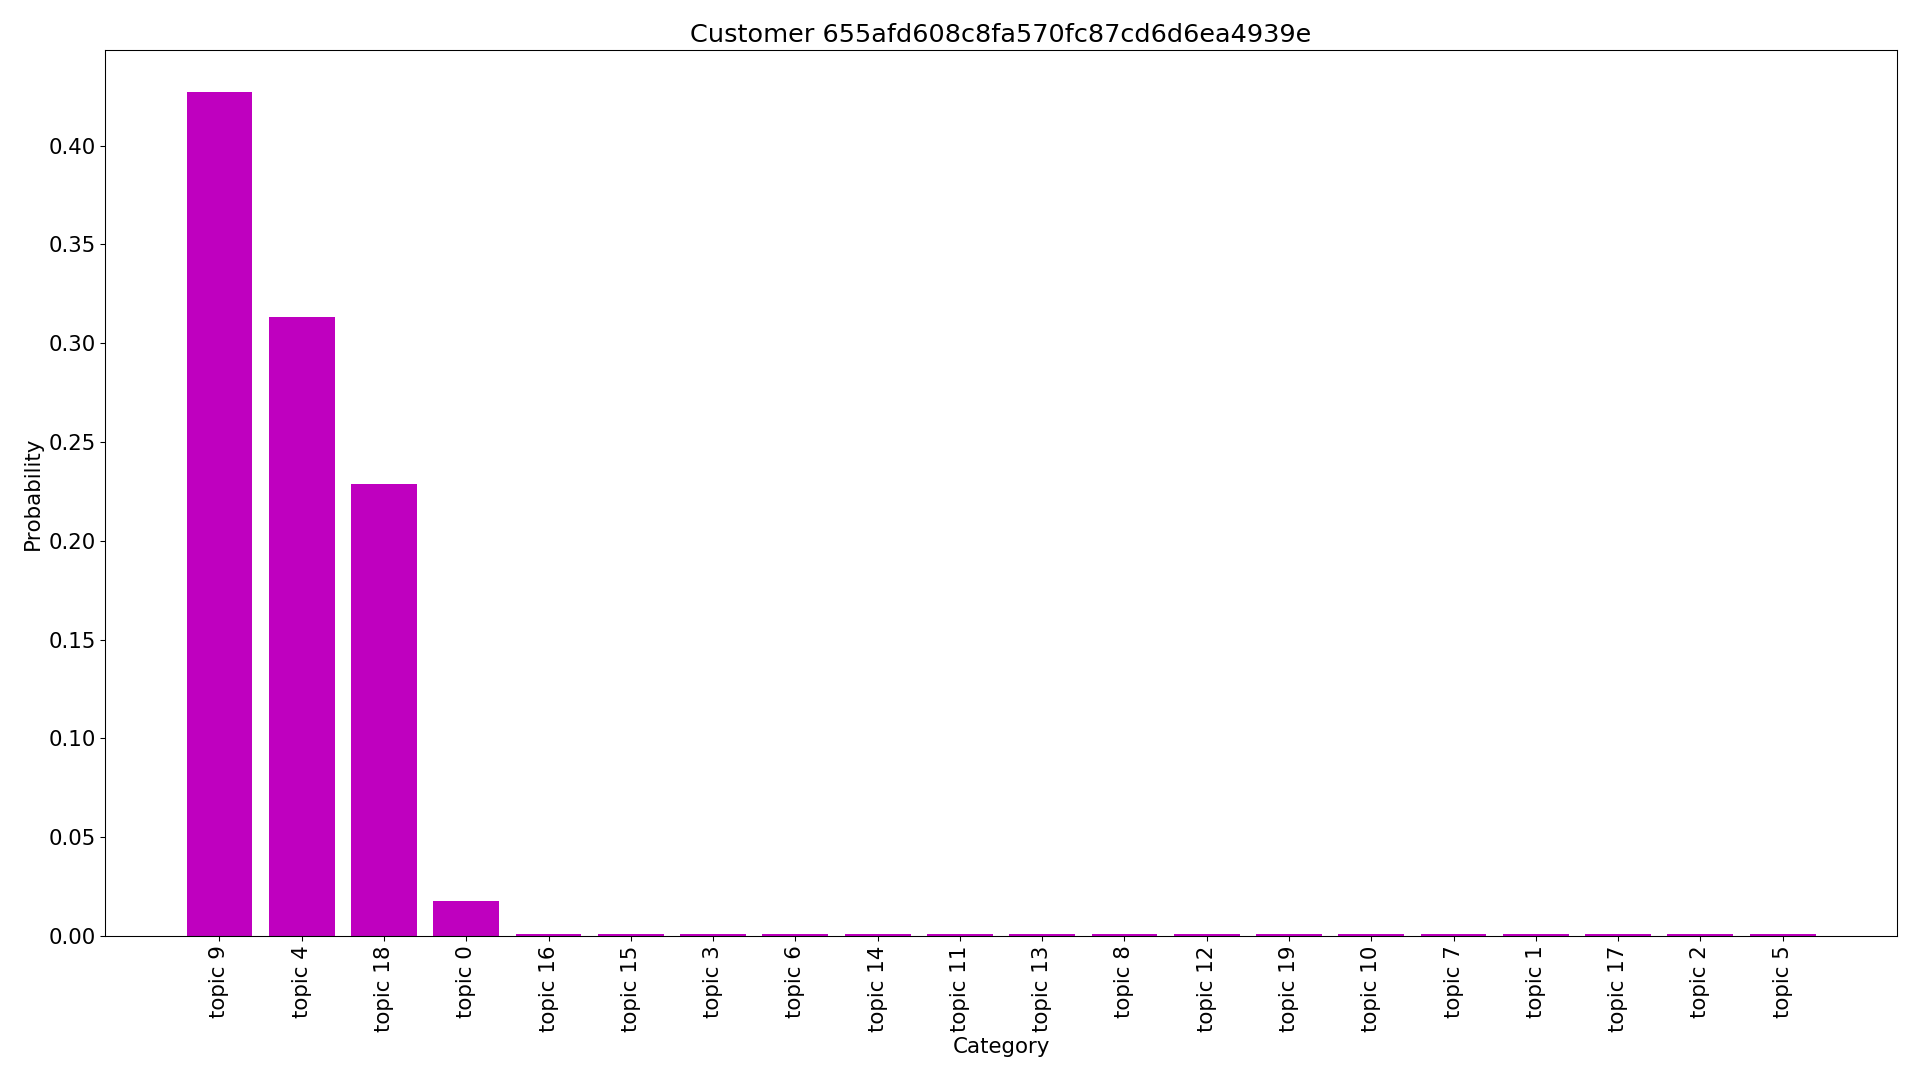 Customer 655afd608c8fa570fc87cd6d6ea4939e
Probability
0.40
0.35
0.30
0.25
0.20
0.15
0.10
0.05
0.00
topic 9
topic 4
topic 18
topic 0
topic 16
topic 15
topic 3
topic 6
topic 14
topic 11
topic 13
topic 8
topic 12
topic 19
topic 10
topic 7
topic 1
topic 17
topic 2
topic 5
Category